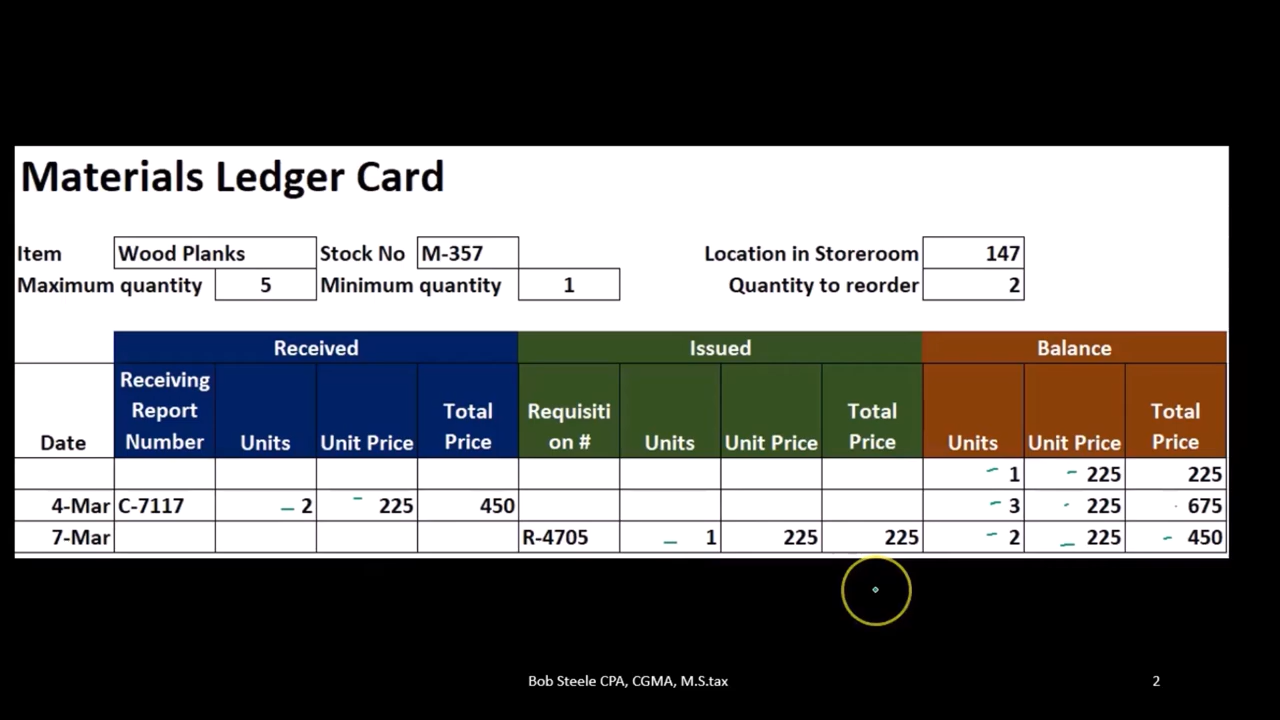 Materials Ledger Card
Item Wood Planks Stock No M-357 Location in Storeroom 147
Maximum quantity 5 Minimum quantity 1 Quantity to reorder 2
Received Issued Balance
Date Receiving Report Number Units Unit Price Total Price Requisiti on # Units Unit Price Total Price Units Unit Price Total Price
1 225 225
4-Mar C-7117 2 225 450 3 225 675
7-Mar R-4705 1 225 225 2 225 450
Bob Steele CPA, CGMA, M.S.tax 2